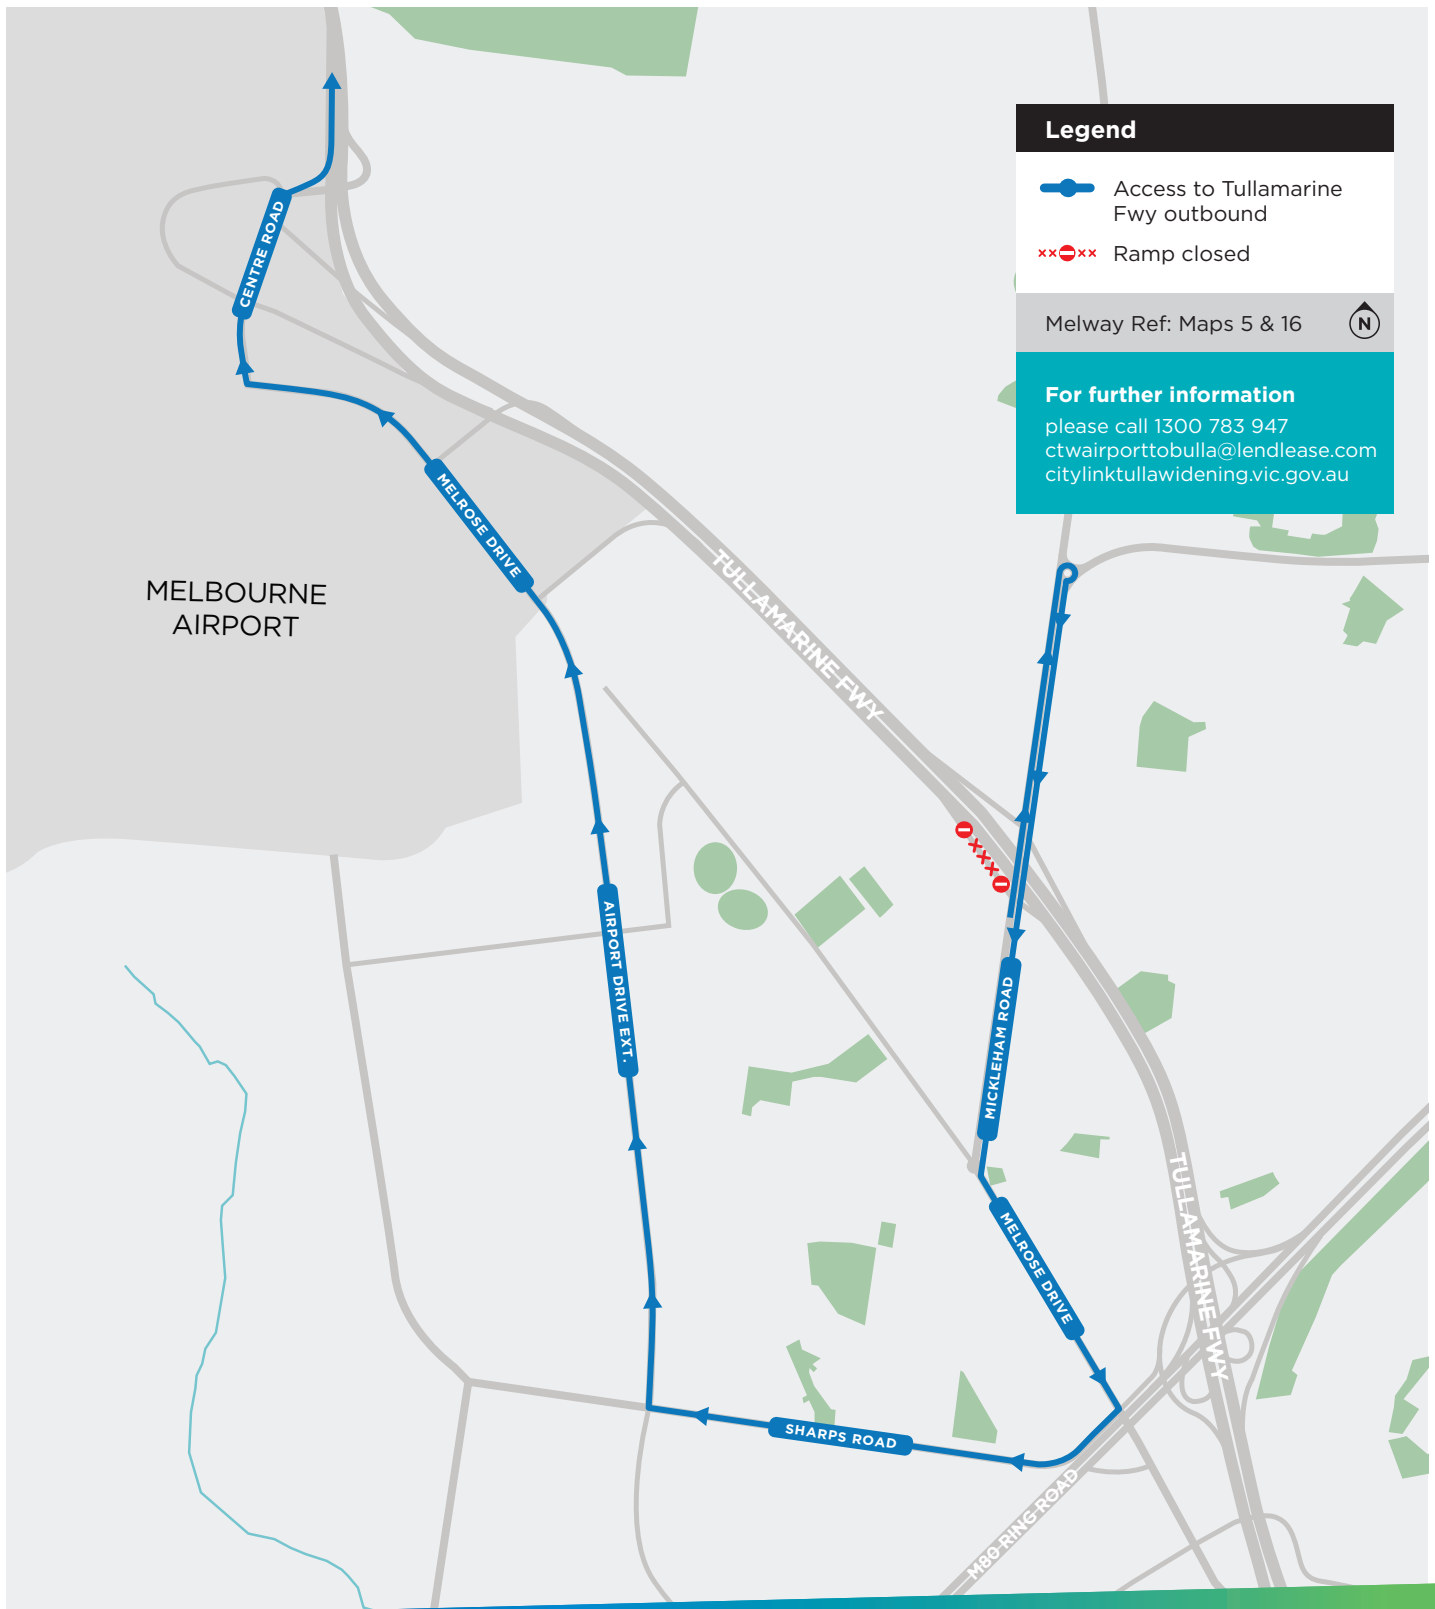 Legend
Access to Tullamarine
Fwy outbound
Ramp closed
Melway Ref: Maps 5 & 16
N
For further information
please call 1300 783 947
ctwairporttobulla@lendlease.com
citylinktullawidening.vic.gov.au
CENTRE ROAD
MELROSE DRIVE
MELBOURNE
AIRPORT
TULLAMARINE FWY
AIRPORT DRIVE EXT.
MICKLEHAM ROAD
MELROSE DRIVE
TULLAMARINE FWY
SHARPS ROAD
M80 RING ROAD